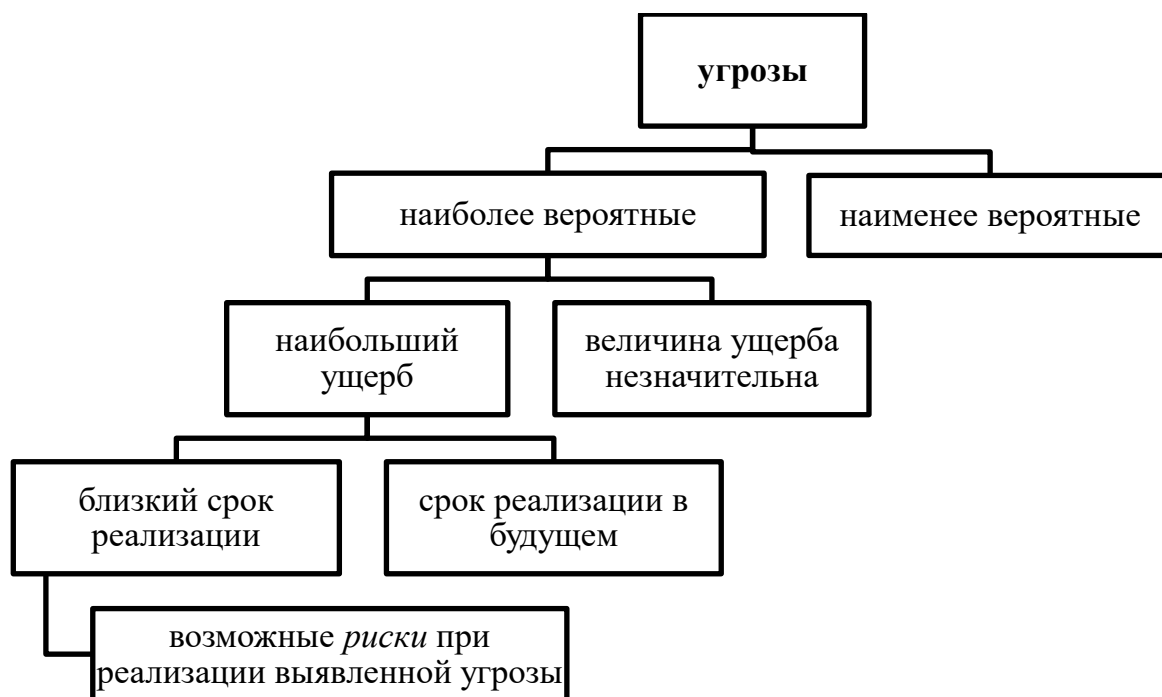 угрозы
наиболее вероятные
наименее вероятные
наибольший
ущерб
величина ущерба
незначительна
близкий срок
реализации
срок реализации в
будущем
возможные риски при
реализации выявленной угрозы